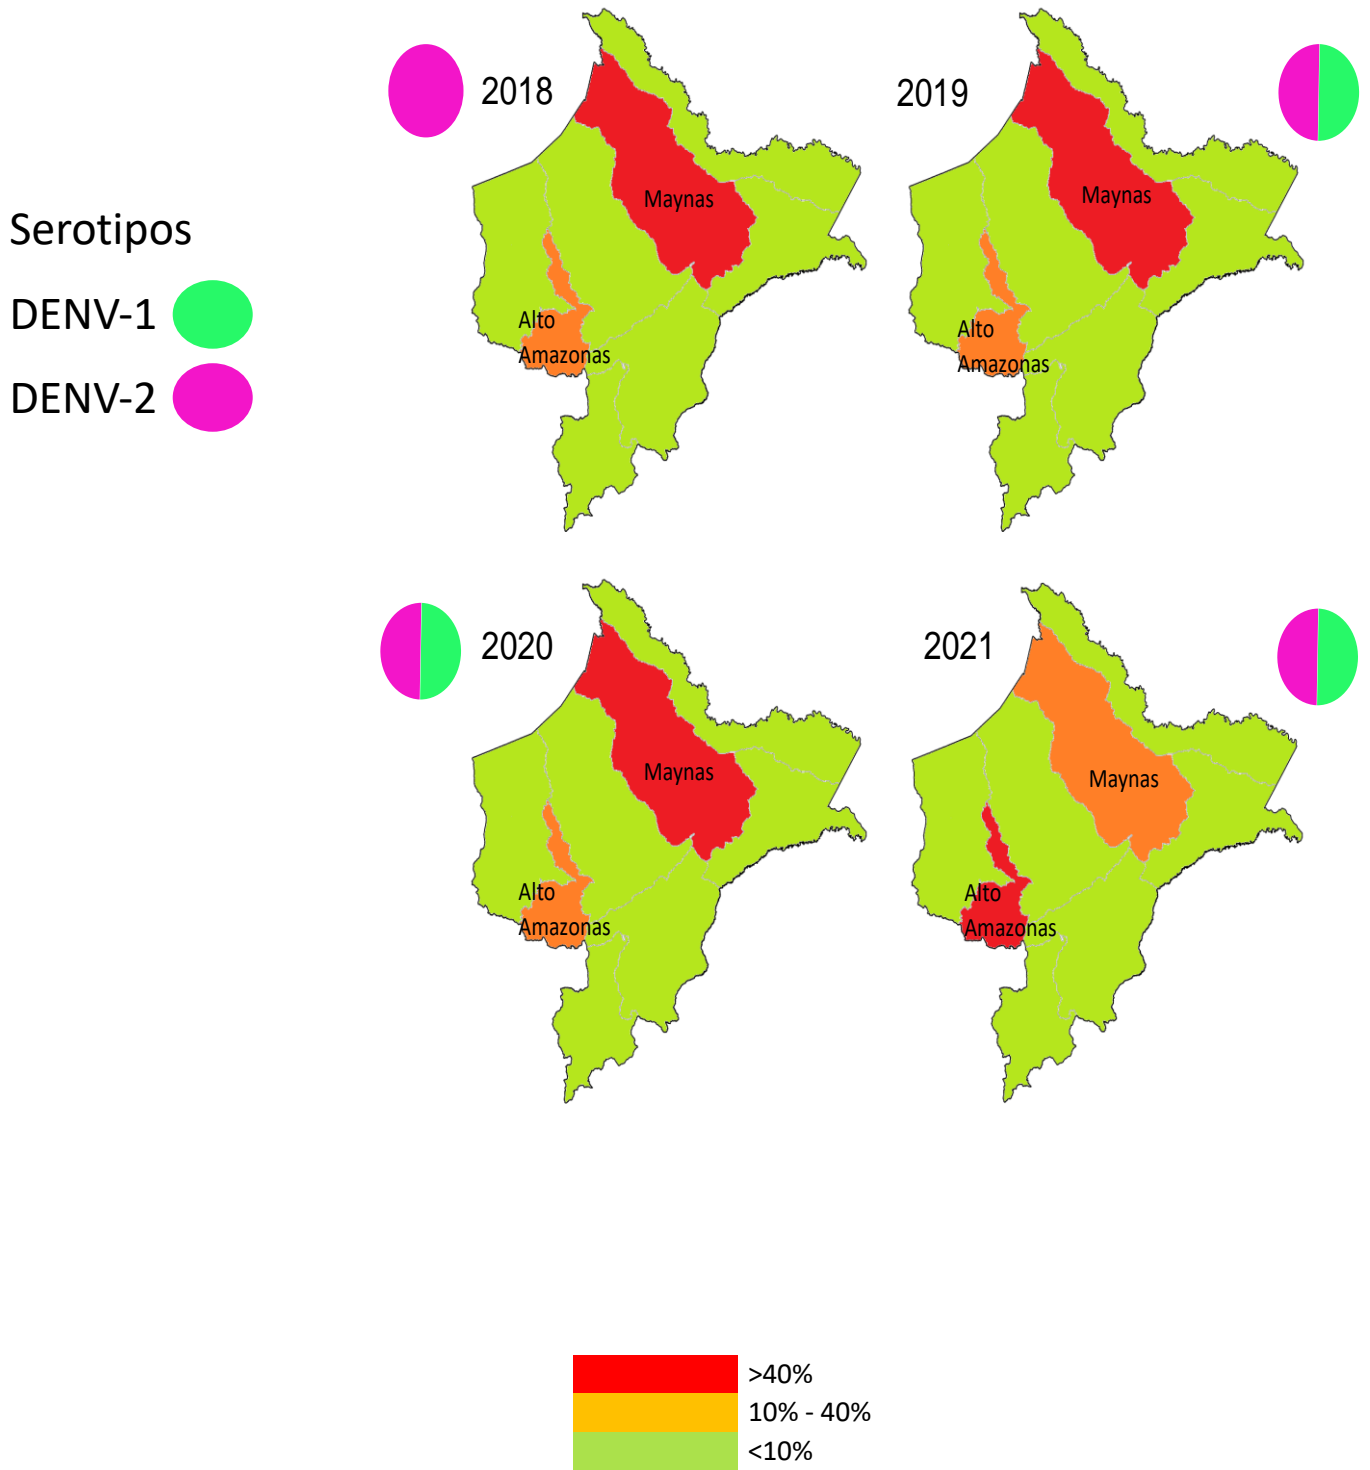 2018
2019
Maynas
Maynas
Serotipos
DENV-1
DENV-2
Alto
Amazonas
Alto
Amazonas
2020
2021
Maynas
Maynas
Alto
Amazonas
Alto
Amazonas
>40%
10% - 40%
<10%